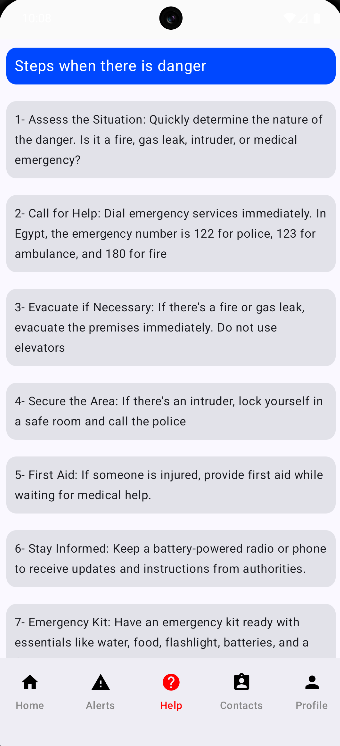 Steps when there is danger
1- Assess the Situation: Quickly determine the nature of
the danger. Is it a fire, gas leak, intruder, or medical
emergency?
2- Call for Help: Dial emergency services immediately. In
Egypt, the emergency number is 122 for police, 123 for
ambulance, and 180 for fire
3- Evacuate if Necessary: If there's a fire or gas leak,
evacuate the premises immediately. Do not use
elevators
4- Secure the Area: If there's an intruder, lock yourself in
a safe room and call the police
5- First Aid: If someone is injured, provide first aid while
waiting for medical help.
6- Stay Informed: Keep a battery-powered radio or phone
to receive updates and instructions from authorities.
7- Emergency Kit: Have an emergency kit ready with
essentials like water, food, flashlight, batteries, and a
Home
Alerts
Help
Contacts
Profile